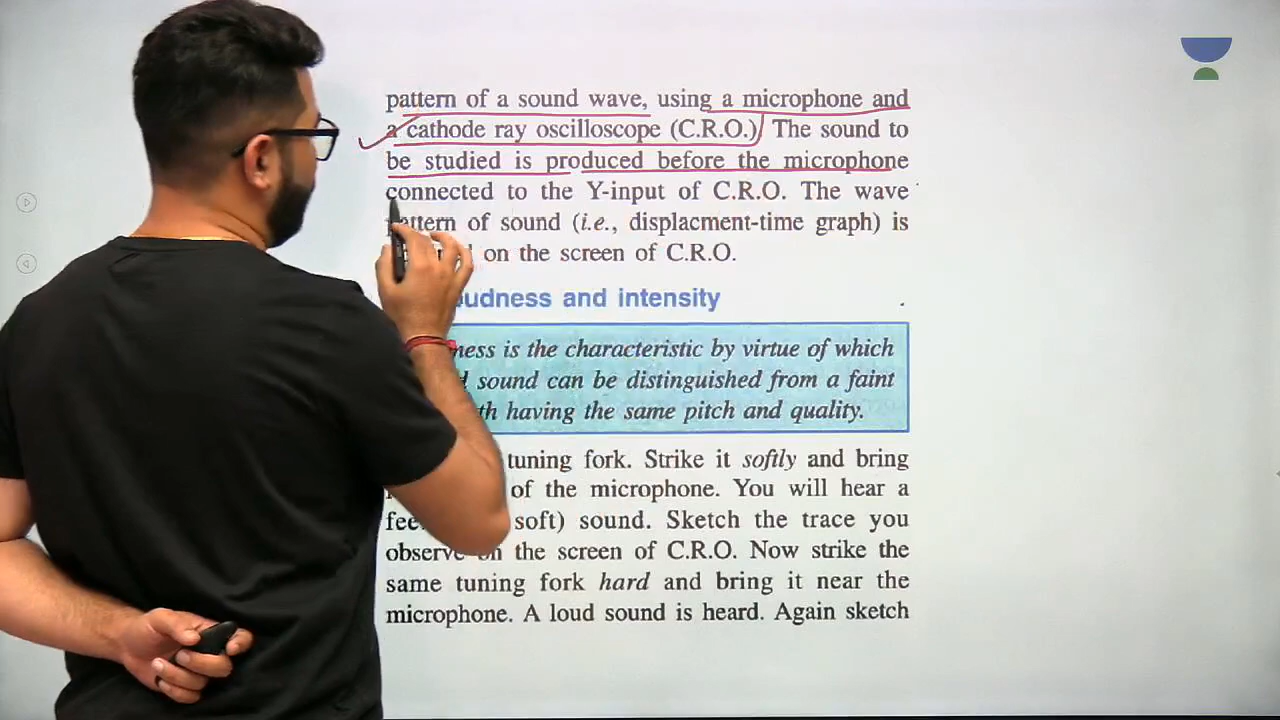 pattern of a sound wave, using a microphone and
a cathode ray oscilloscope (C.R.O.) The sound to
be studied is produced before the microphone
connected to the Y-input of C.R.O. The wave
pattern of sound (i.e., displacment-time graph) is
on the screen of C.R.O.
and intensity
is the characteristic by virtue of which
sound can be distinguished from a faint
having the same pitch and quality.
tuning fork. Strike it softly and bring
of the microphone. You will hear a
soft) sound. Sketch the trace you
observe on the screen of C.R.O. Now strike the
same tuning fork hard and bring it near the
microphone. A loud sound is heard. Again sketch